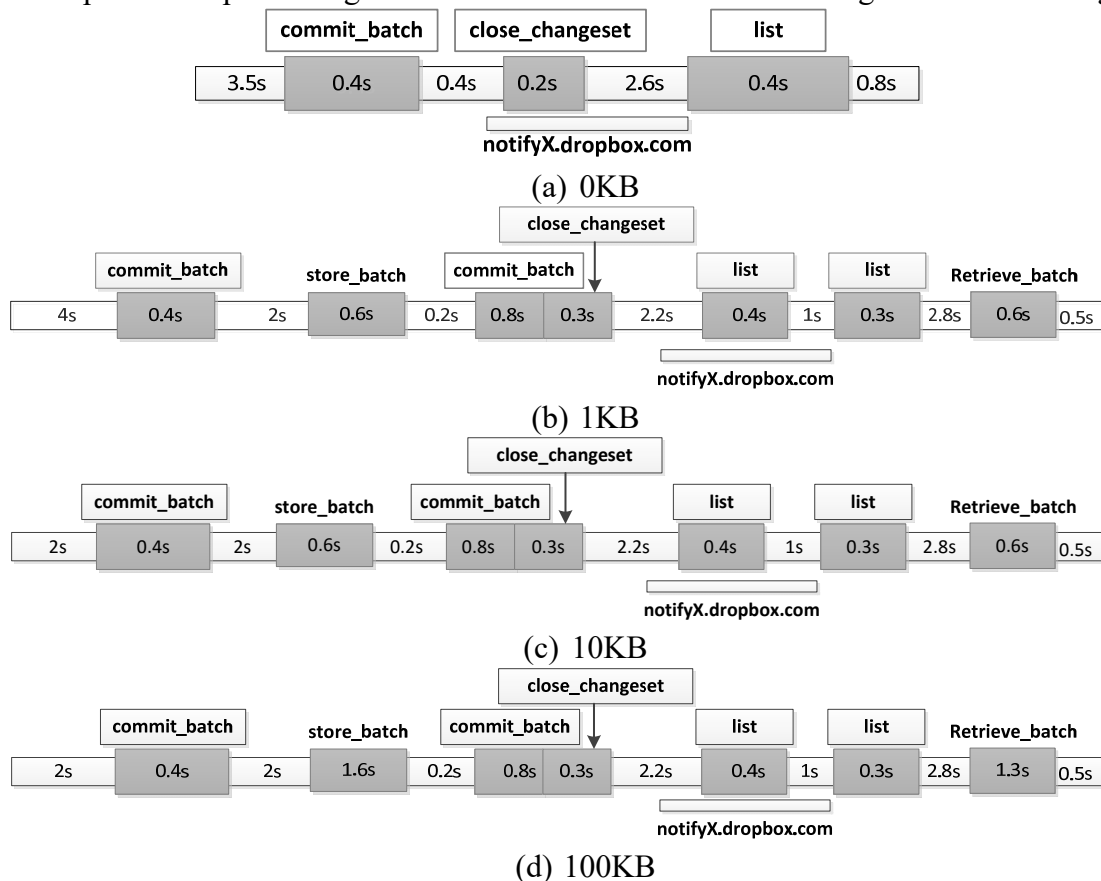 commit_batch close_changeset list
3.5s 0.4s 0.4s 0.2s 2.6s 0.4s 0.8s
notifyX.dropbox.com
(a) 0KB
close_changeset
commit_batch store_batch commit_batch list list Retrieve_batch
4s 0.4s 2s 0.6s 0.2s 0.8s 0.3s 2.2s 0.4s 1s 0.3s 2.8s 0.6s 0.5s
notifyX.dropbox.com
(b) 1KB
close_changeset
commit_batch store_batch commit_batch list list Retrieve_batch
2s 0.4s 2s 0.6s 0.2s 0.8s 0.3s 2.2s 0.4s 1s 0.3s 2.8s 0.6s 0.5s
notifyX.dropbox.com
(c) 10KB
close_changeset
commit_batch store_batch commit_batch list list Retrieve_batch
2s 0.4s 2s 1.6s 0.2s 0.8s 0.3s 2.2s 0.4s 1s 0.3s 2.8s 1.3s 0.5s
notifyX.dropbox.com
(d) 100KB